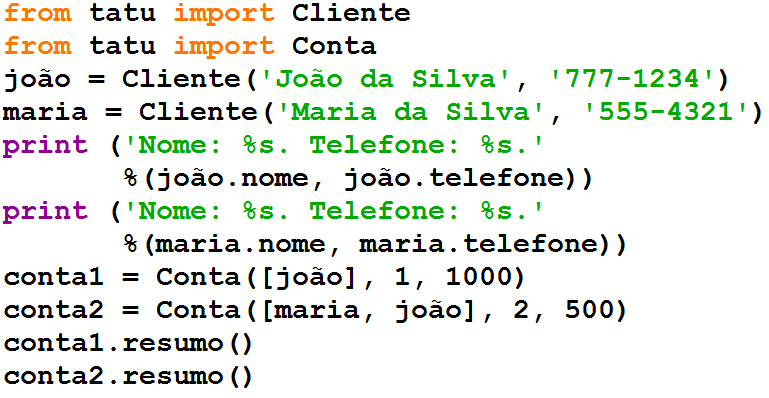 from tatu import Cliente
from tatu import Conta
joão = Cliente('João da Silva', '777-1234')
maria = Cliente('Maria da Silva', '555-4321')
print ('Nome: %s. Telefone: %s.'
       %(joão.nome, joão.telefone))
print ('Nome: %s. Telefone: %s.'
       %(maria.nome, maria.telefone))
conta1 = Conta([joão], 1, 1000)
conta2 = Conta([maria, joão], 2, 500)
conta1.resumo()
conta2.resumo()